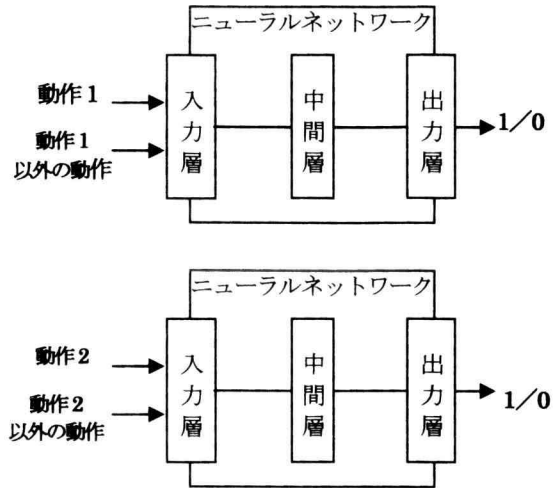 ニューラルネットワーク
動作1
動作1
以外の動作
入力層
中間層
出力層
1/0
ニューラルネットワーク
動作2
動作2
以外の動作
入力層
中間層
出力層
1/0